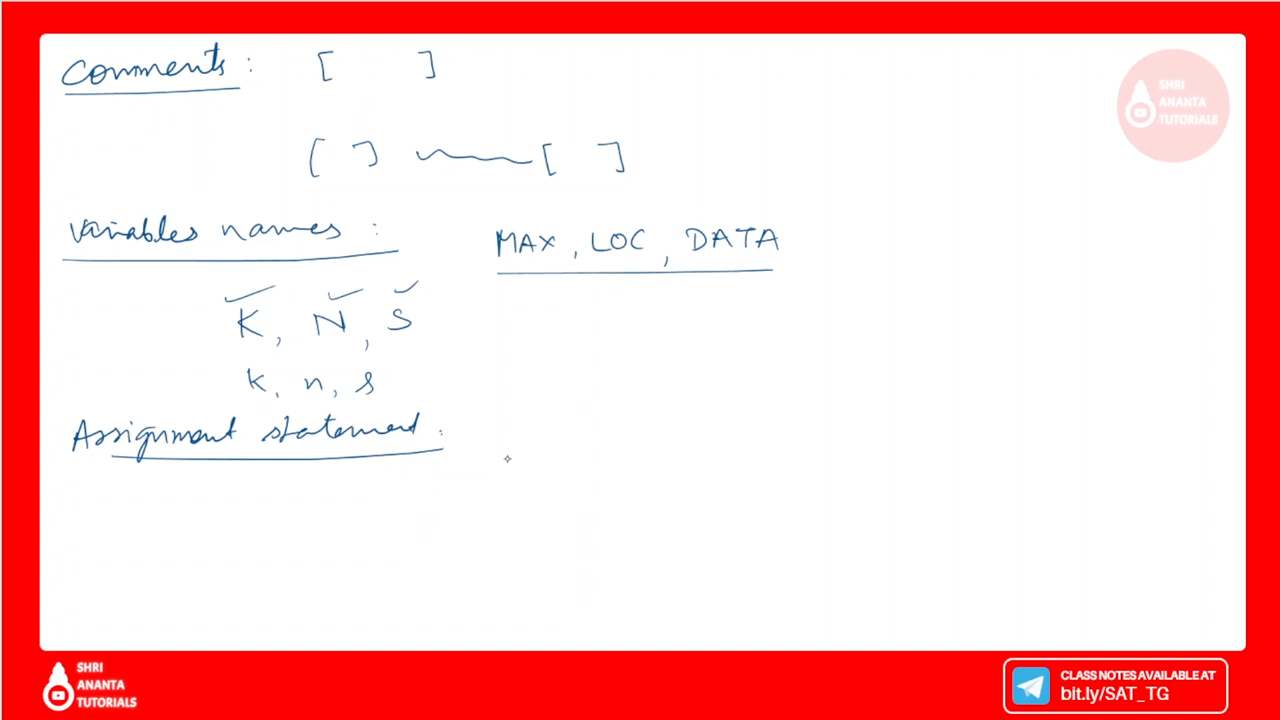 Comments : [ ]
[ ] [ ]
Variables names : MAX, LOC, DATA
K, N, S
k, n, s
Assignment statement :
SHRI
ANANTA
TUTORIALS
SHRI
ANANTA
TUTORIALS
CLASS NOTES AVAILABLE AT
bit.ly/SAT_TG